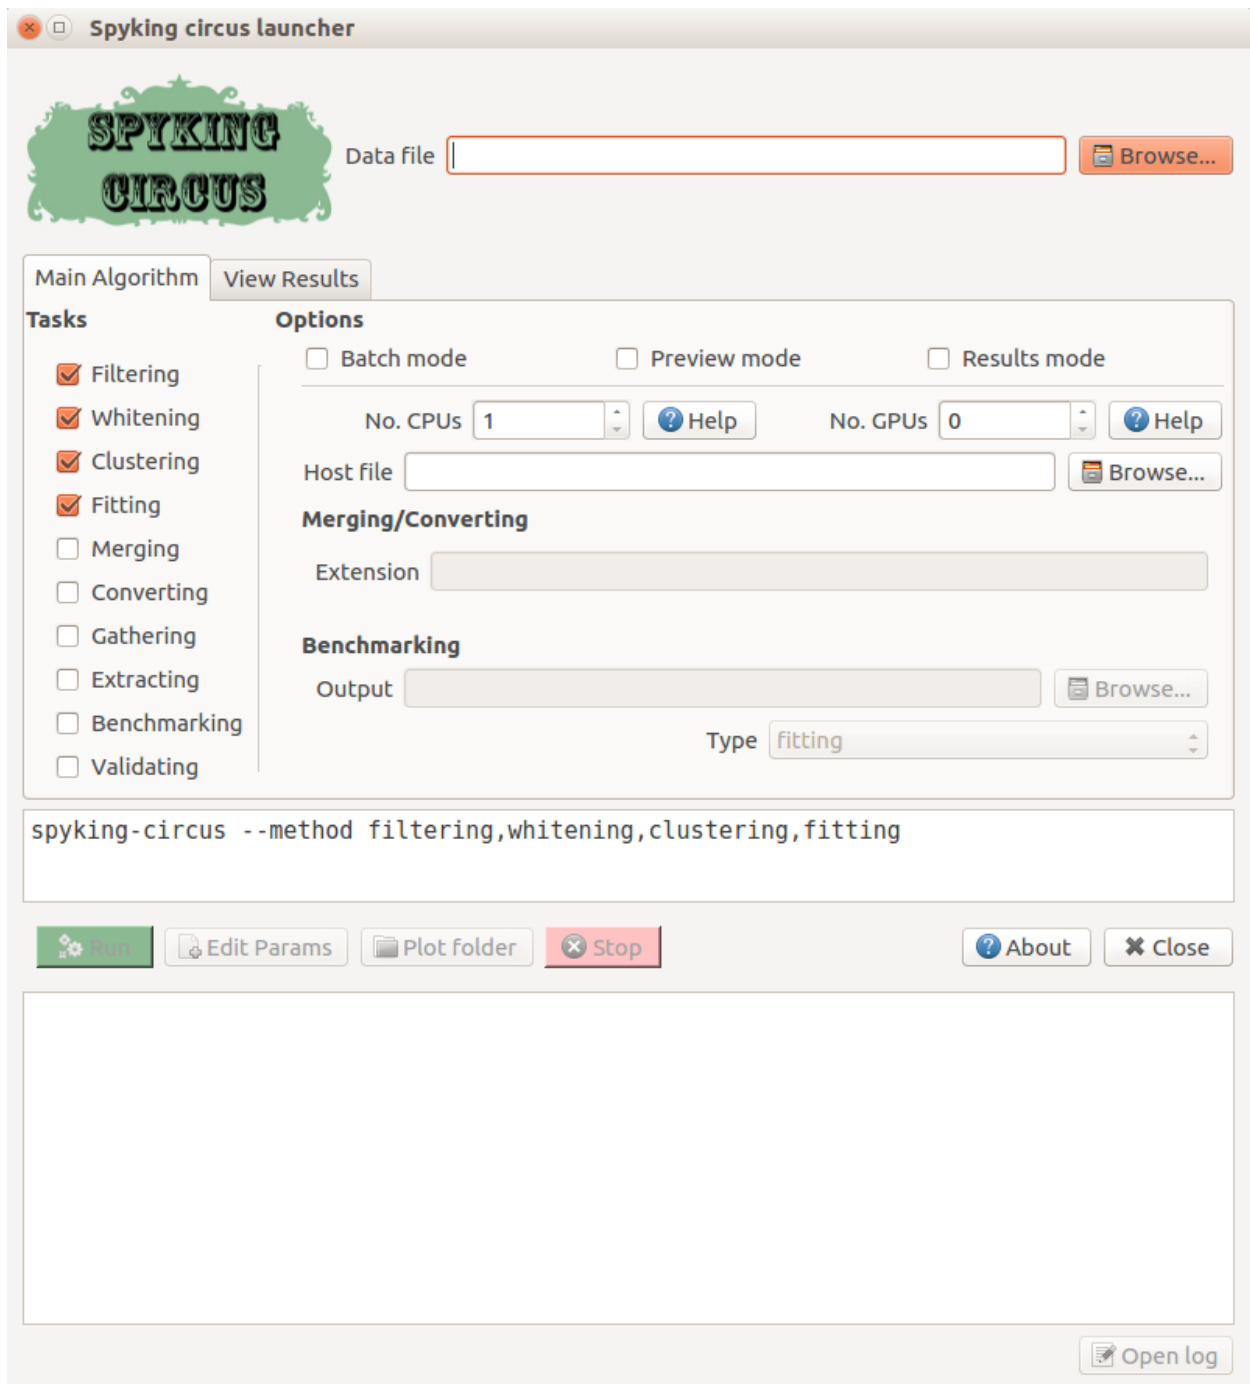 Spyking circus launcher
SPYKING
CIRCUS
Data file
Browse...
Main Algorithm
View Results
Tasks
Options
Filtering
Whitening
Clustering
Fitting
Merging
Converting
Gathering
Extracting
Benchmarking
Validating
Batch mode
Preview mode
Results mode
No. CPUs 1
Help
No. GPUs 0
Help
Host file
Browse...
Merging/Converting
Extension
Benchmarking
Output
Browse...
Type fitting
spyking-circus --method filtering,whitening,clustering,fitting
Run
Edit Params
Plot folder
Stop
About
Close
Open log